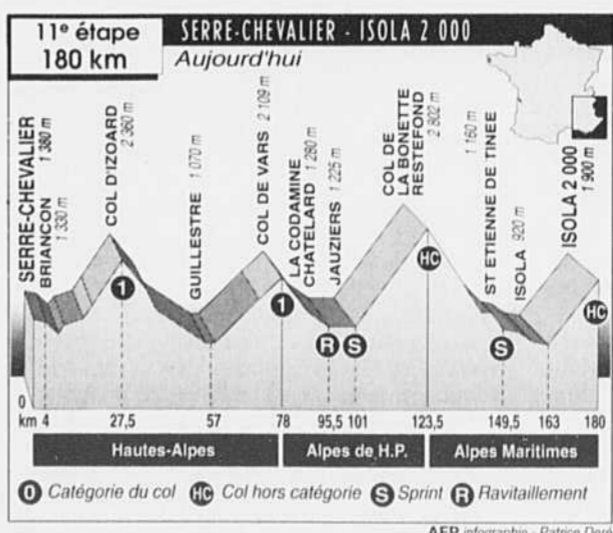 11e étape
180 km
SERRE-CHEVALIER - ISOLA 2 000
Aujourd'hui
SERRE-CHEVALIER 1 380 m
BRIANCON 1 330 m
COL D'IZOARD 2 360 m
GUILLESTRE 1 070 m
COL DE VARS 2 109 m
LA CODAMINE
CHATELARD 1 280 m
JAUZIERS 1 225 m
COL DE
LA BONETTE
RESTEFOND
2 802 m
ST ETIENNE DE TINEE 1 160 m
ISOLA 920 m
ISOLA 2 000
1 900 m
1 1 R S HC S HC
0
km 4 27,5 57 78 95,5 101 123,5 149,5 163 180
Hautes-Alpes Alpes de H.P. Alpes Maritimes
0 Catégorie du col HC Col hors catégorie S Sprint R Ravitaillement
AFP infographie - Patrice Doré